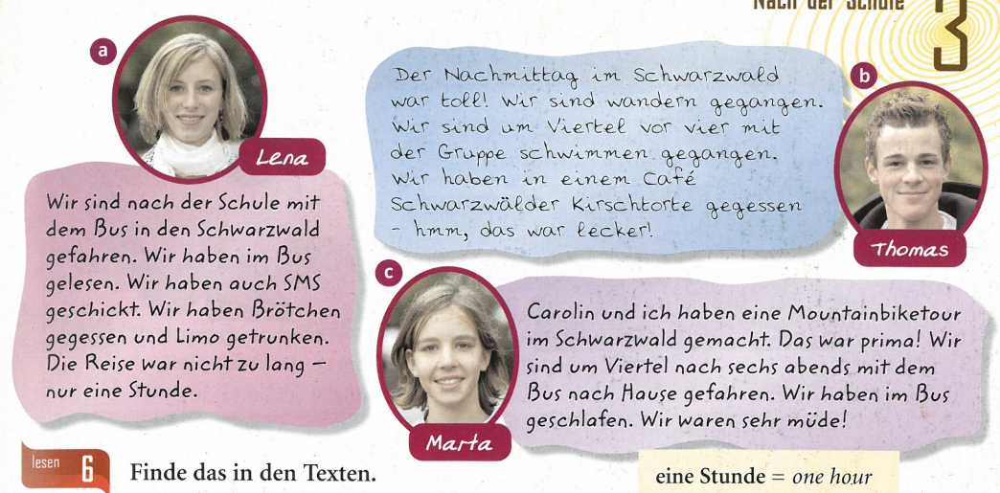 Nach der Schule
3
a
Lena
Wir sind nach der Schule mit
dem Bus in den Schwarzwald
gefahren. Wir haben im Bus
gelesen. Wir haben auch SMS
geschickt. Wir haben Brötchen
gegessen und Limo getrunken.
Die Reise war nicht zu lang –
nur eine Stunde.
Der Nachmittag im Schwarzwald
war toll! Wir sind wandern gegangen.
Wir sind um Viertel vor vier mit
der Gruppe schwimmen gegangen.
Wir haben in einem Café
Schwarzwälder Kirschtorte gegessen
– hmm, das war lecker!
b
Thomas
c
Marta
Carolin und ich haben eine Mountainbiketour
im Schwarzwald gemacht. Das war prima! Wir
sind um Viertel nach sechs abends mit dem
Bus nach Hause gefahren. Wir haben im Bus
geschlafen. Wir waren sehr müde!
lesen 6 Finde das in den Texten.
eine Stunde = one hour